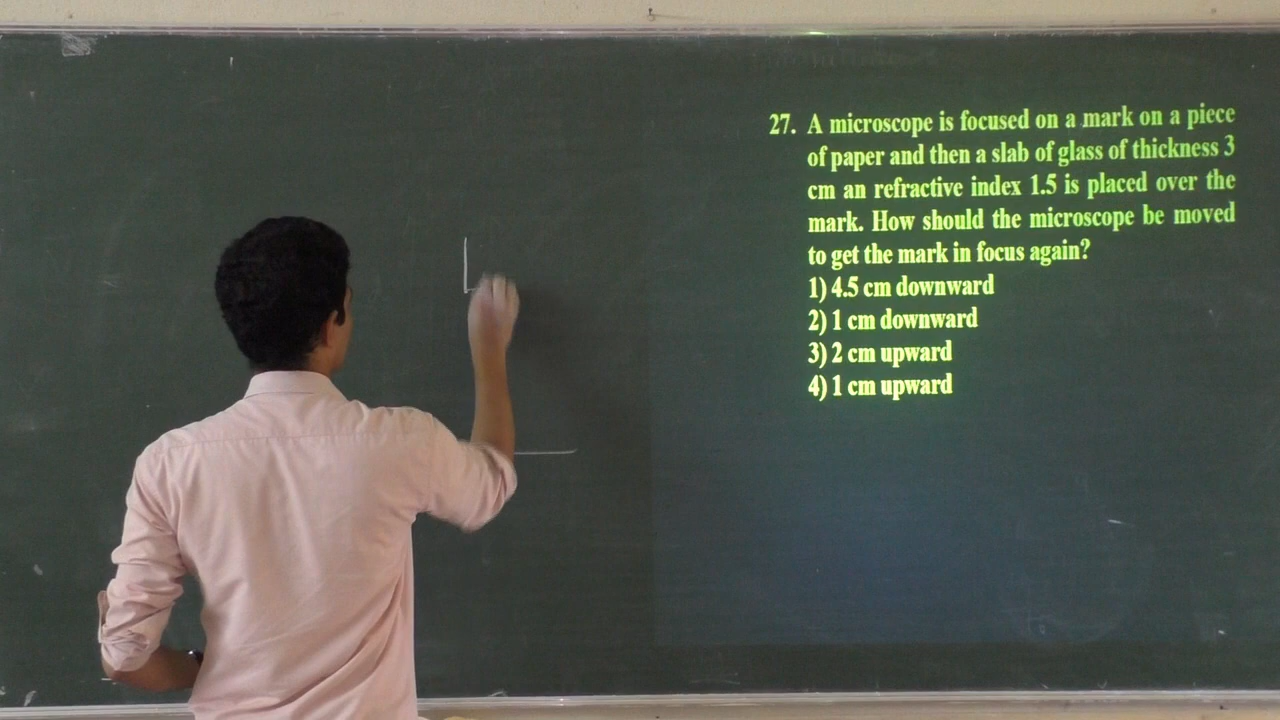 27. A microscope is focused on a mark on a piece
of paper and then a slab of glass of thickness 3
cm an refractive index 1.5 is placed over the
mark. How should the microscope be moved
to get the mark in focus again?
1) 4.5 cm downward
2) 1 cm downward
3) 2 cm upward
4) 1 cm upward